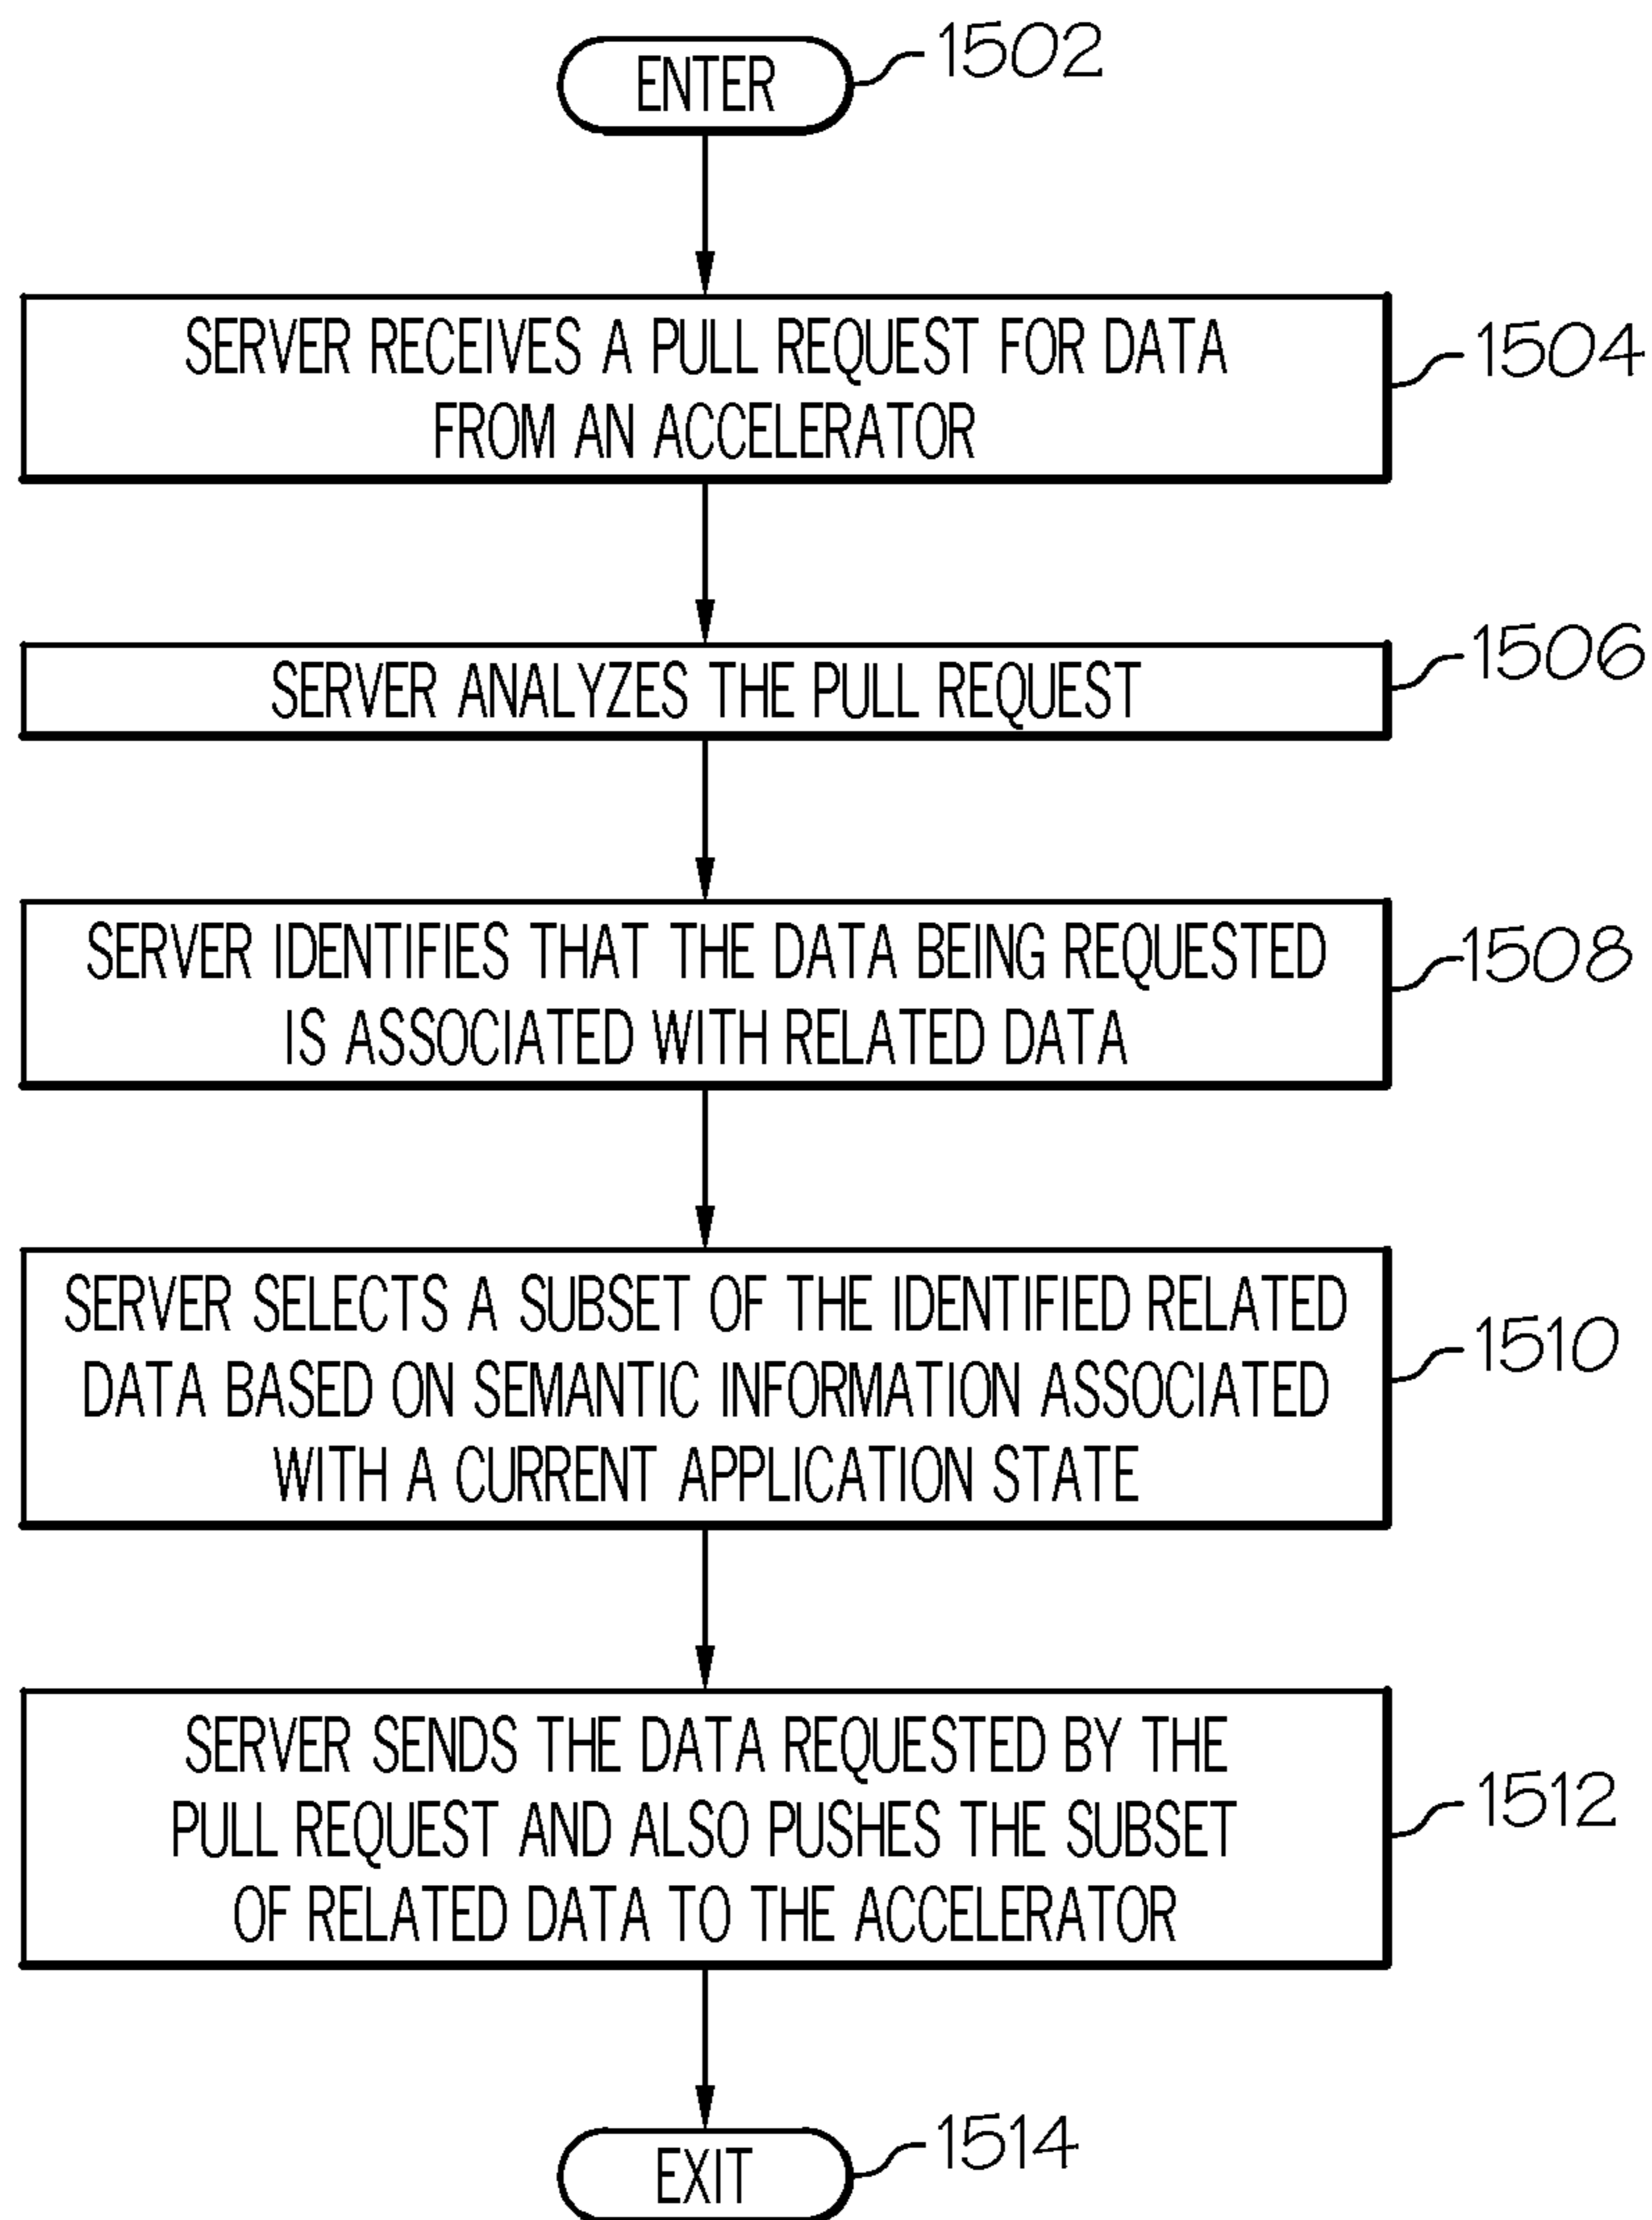 ENTER
1502
SERVER RECEIVES A PULL REQUEST FOR DATA
FROM AN ACCELERATOR
1504
SERVER ANALYZES THE PULL REQUEST
1506
SERVER IDENTIFIES THAT THE DATA BEING REQUESTED
IS ASSOCIATED WITH RELATED DATA
1508
SERVER SELECTS A SUBSET OF THE IDENTIFIED RELATED
DATA BASED ON SEMANTIC INFORMATION ASSOCIATED
WITH A CURRENT APPLICATION STATE
1510
SERVER SENDS THE DATA REQUESTED BY THE
PULL REQUEST AND ALSO PUSHES THE SUBSET
OF RELATED DATA TO THE ACCELERATOR
1512
EXIT
1514